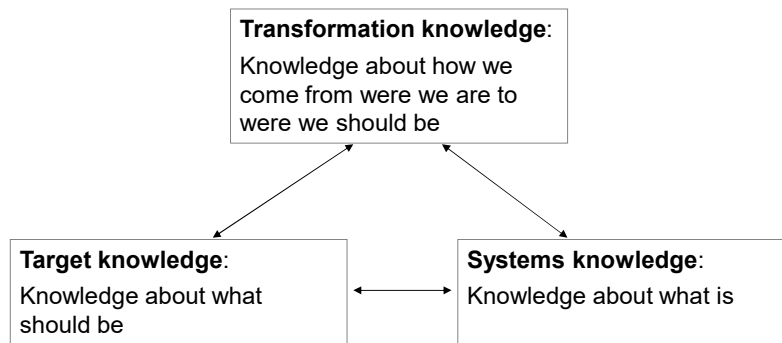 Transformation knowledge:
Knowledge about how we
come from were we are to
were we should be
Target knowledge:
Knowledge about what
should be
Systems knowledge:
Knowledge about what is